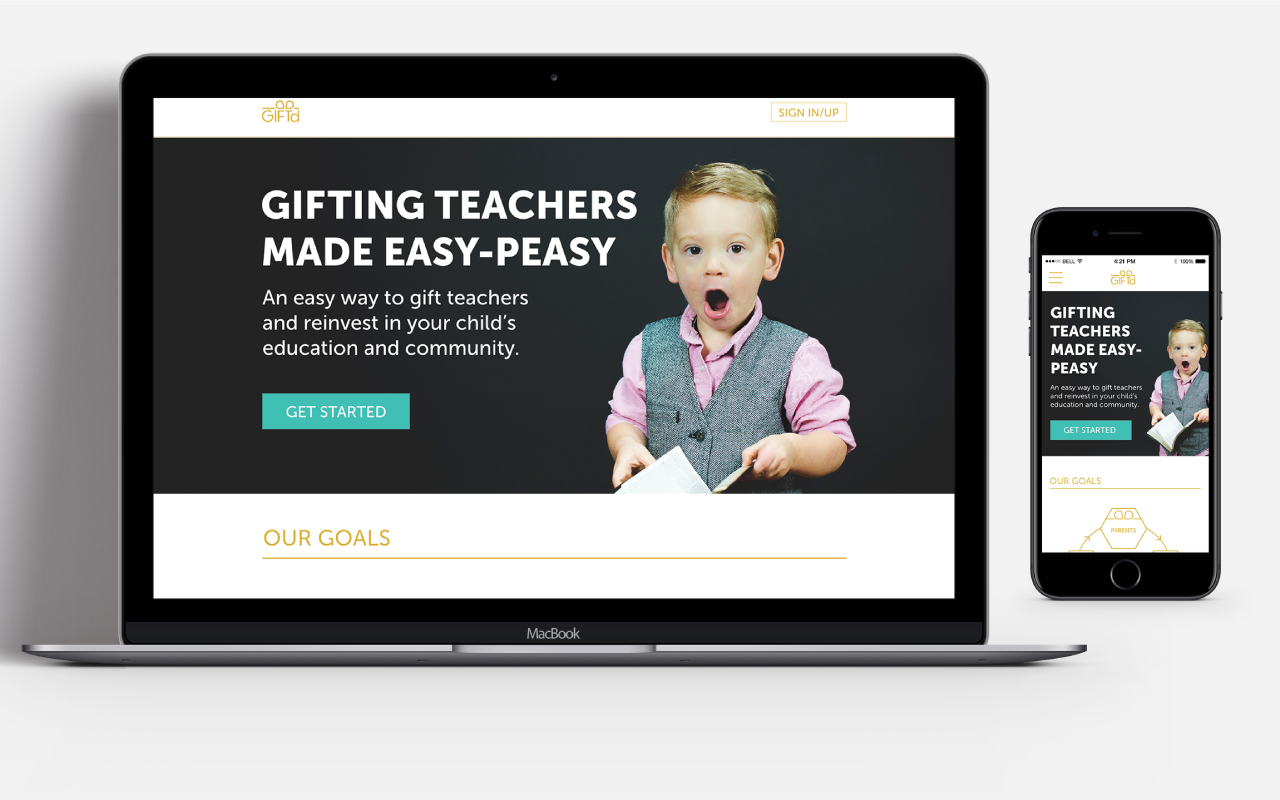 GIFTd
SIGN IN/UP
GIFTING TEACHERS
MADE EASY-PEASY
An easy way to gift teachers
and reinvest in your child's
education and community.
GET STARTED
OUR GOALS
MacBook
BELL
4:21 PM
100%
GIFTd
GIFTING
TEACHERS
MADE EASY-
PEASY
An easy way to gift teachers
and reinvest in your child's
education and community.
GET STARTED
OUR GOALS
PARENTS